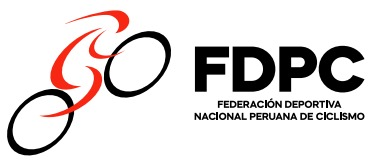 FDPC
FEDERACIÓN DEPORTIVA
NACIONAL PERUANA DE CICLISMO